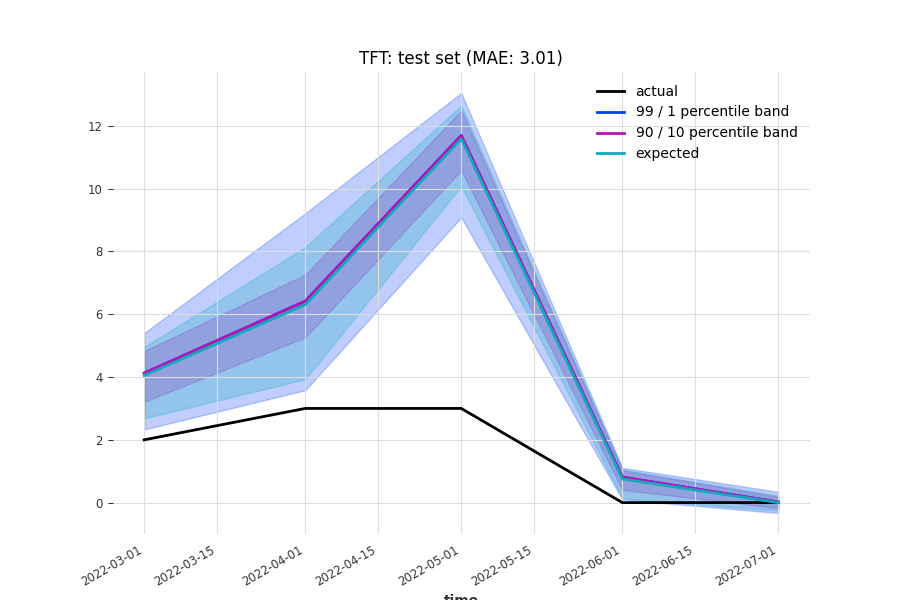 TFT: test set (MAE: 3.01)
actual
99 / 1 percentile band
90 / 10 percentile band
expected
12
10
8
6
4
2
0
2022-03-01
2022-03-15
2022-04-01
2022-04-15
2022-05-01
2022-05-15
2022-06-01
2022-06-15
2022-07-01
time